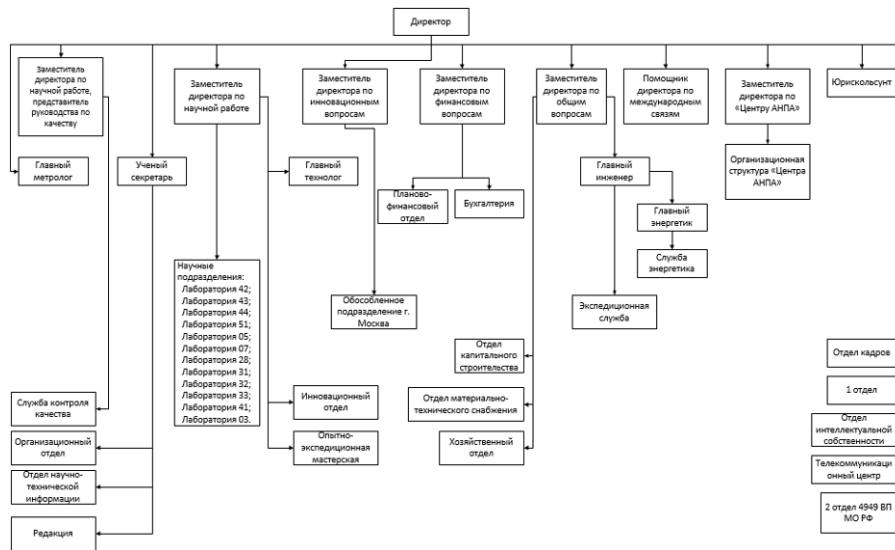 Директор
Заместитель
директора по
научной работе,
представитель
руководства по
качеству
Заместитель
директора по
научной работе
Заместитель
директора по
инновационным
вопросам
Заместитель
директора по
финансовым
вопросам
Заместитель
директора по
общим
вопросам
Помощник
директора по
международным
связям
Заместитель
директора по
«Центру АНПА»
Юрисколсунт
Главный
метролог
Ученый
секретарь
Главный
технолог
Планово-
финансовый
отдел
Бухгалтерия
Главный
инженер
Организационная
структура «Центра
АНПА»
Главный
энергетик
Служба
энергетика
Научные
подразделения:
Лаборатория 42;
Лаборатория 43;
Лаборатория 44;
Лаборатория 51;
Лаборатория 05;
Лаборатория 07;
Лаборатория 28;
Лаборатория 31;
Лаборатория 32;
Лаборатория 33;
Лаборатория 41;
Лаборатория 03.
Обособленное
подразделение г.
Москва
Экспедиционная
служба
Отдел
капитального
строительства
Отдел кадров
Служба контроля
качества
Инновационный
отдел
Отдел материально-
технического снабжения
1 отдел
Организационный
отдел
Опытно-
экспедиционная
мастерская
Хозяйственный
отдел
Отдел
интеллектуальной
собственности
Отдел научно-
технической
информации
Телекоммуникаци
онный центр
Редакция
2 отдел 4949 ВП
МО РФ